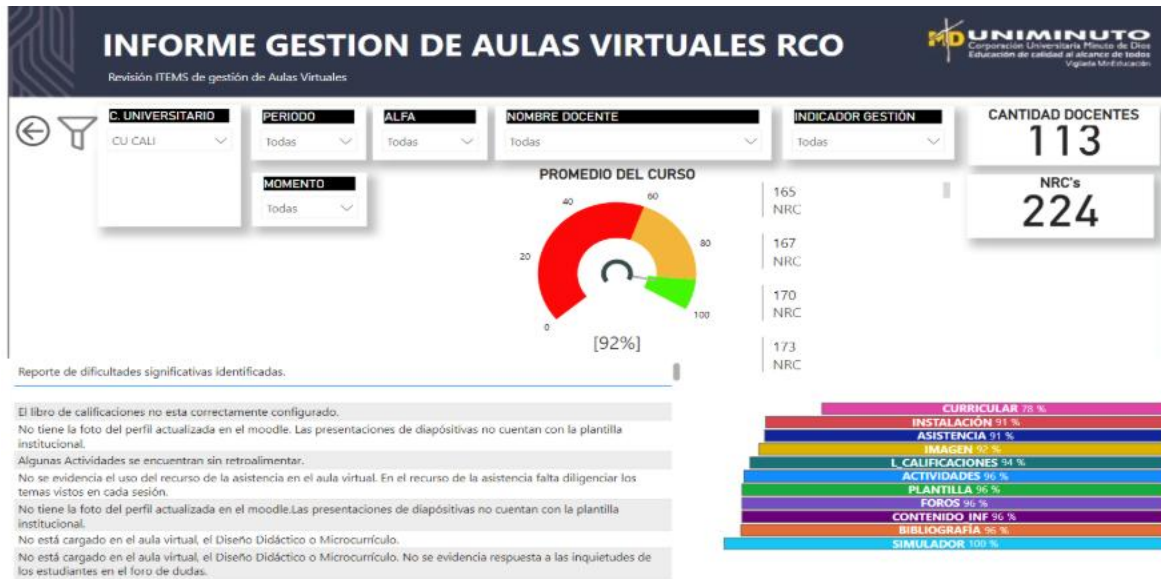 INFORME GESTION DE AULAS VIRTUALES RCO
Revisión ITEMS de gestión de Aulas Virtuales
UNIMINUTO
Corporación Universitaria Minuto de Dios
Educación de calidad al alcance de todos
Vigilada MinEducación
C. UNIVERSITARIO
CU CALI
PERIODO
Todas
ALFA
Todas
NOMBRE DOCENTE
Todas
INDICADOR GESTIÓN
Todas
CANTIDAD DOCENTES
113
MOMENTO
Todas
PROMEDIO DEL CURSO
0
20
40
60
80
100
[92%]
165
NRC
167
NRC
170
NRC
173
NRC
NRC's
224
Reporte de dificultades significativas identificadas.
El libro de calificaciones no esta correctamente configurado.
No tiene la foto del perfil actualizada en el moodle. Las presentaciones de diapósitivas no cuentan con la plantilla
institucional.
Algunas Actividades se encuentran sin retroalimentar.
No se evidencia el uso del recurso de la asistencia en el aula virtual. En el recurso de la asistencia falta diligenciar los
temas vistos en cada sesión.
No tiene la foto del perfil actualizada en el moodle.Las presentaciones de diapósitivas no cuentan con la plantilla
institucional.
No está cargado en el aula virtual, el Diseño Didáctico o Microcurrículo.
No está cargado en el aula virtual, el Diseño Didáctico o Microcurrículo. No se evidencia respuesta a las inquietudes de
los estudiantes en el foro de dudas.
CURRICULAR 78 %
INSTALACIÓN 91 %
ASISTENCIA 91 %
IMAGEN 92 %
L_CALIFICACIONES 94 %
ACTIVIDADES 96 %
PLANTILLA 96 %
FOROS 96 %
CONTENIDO INF 96 %
BIBLIOGRAFÍA 96 %
SIMULADOR 100 %